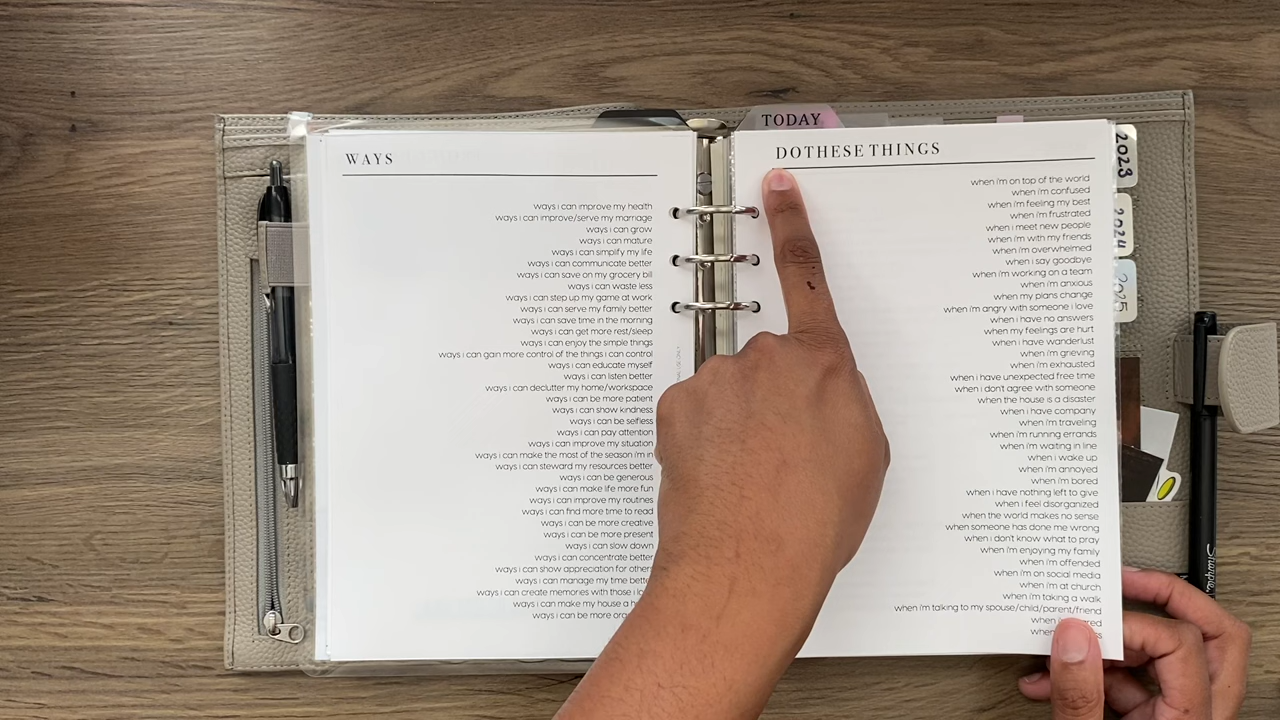 WAYS
ways i can improve my health
ways i can improve/serve my marriage
ways i can grow
ways i can mature
ways i can simplify my life
ways i can communicate better
ways i can save on my grocery bill
ways i can waste less
ways i can step up my game at work
ways i can serve my family better
ways i can save time in the morning
ways i can get more rest/sleep
ways i can enjoy the simple things
ways i can gain more control of the things i can control
ways i can educate myself
ways i can listen better
ways i can declutter my home/workspace
ways i can be more patient
ways i can show kindness
ways i can be selfless
ways i can pay attention
ways i can improve my situation
ways i can make the most of the season i'm in
ways i can steward my resources better
ways i can be generous
ways i can make life more fun
ways i can improve my routines
ways i can find more time to read
ways i can be more creative
ways i can be more present
ways i can slow down
ways i can concentrate better
ways i can show appreciation for
ways i can manage my time
ways i can create memories with those i
ways i can make my house a
ways i can be more
TODAY
DO THESE THINGS
when i'm on top of the world
when i'm confused
when i'm feeling my best
when i'm frustrated
when i meet new people
when i'm with my friends
when i'm overwhelmed
when i say goodbye
when i'm working on a team
when i'm anxious
when my plans change
when i'm angry with someone i love
when i have no answers
when my feelings are hurt
when i have wanderlust
when i'm grieving
when i'm exhausted
when i have unexpected free time
when i don't agree with someone
when the house is a disaster
when i have company
when i'm traveling
when i'm running errands
when i'm waiting in line
when i wake up
when i'm annoyed
when i'm bored
when i have nothing left to give
when i feel disorganized
when the world makes no sense
when someone has done me wrong
when i don't know what to pray
when i'm enjoying my family
when i'm offended
when i'm on social media
when i'm at church
when i'm taking a walk
when i'm talking to my spouse/child/parent/friend
when
2023
2024
2025
Sharpie